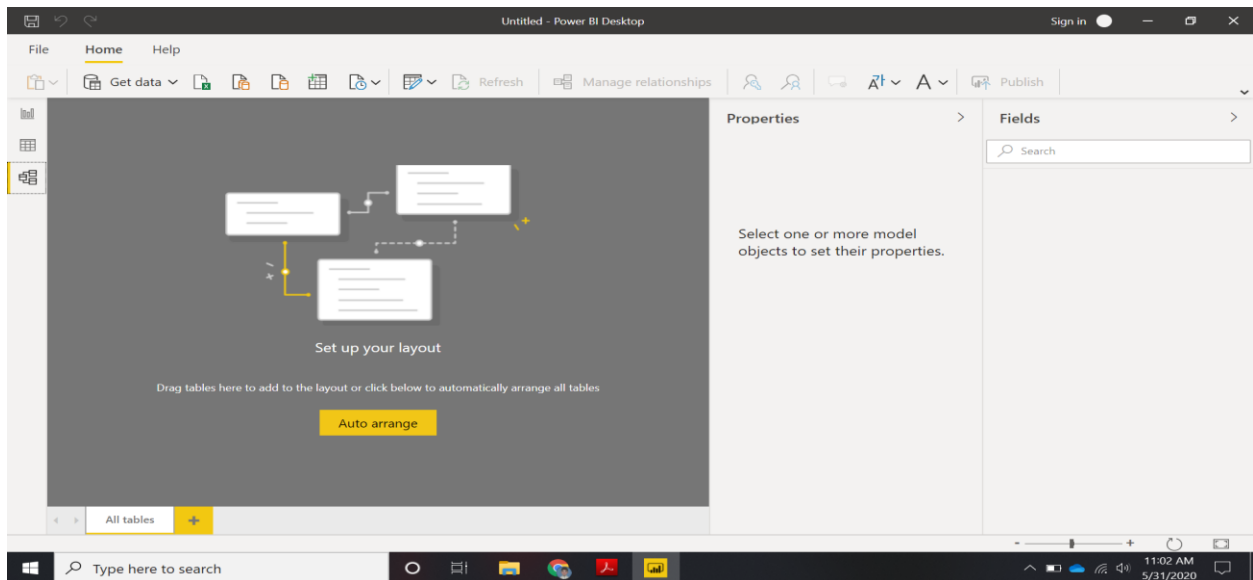 Untitled - Power BI Desktop
Sign in
File Home Help
Get data
Refresh
Manage relationships
A
Publish
Properties
Fields
Search
Select one or more model
objects to set their properties.
Set up your layout
Drag tables here to add to the layout or click below to automatically arrange all tables
Auto arrange
All tables
Type here to search
11:02 AM
5/31/2020